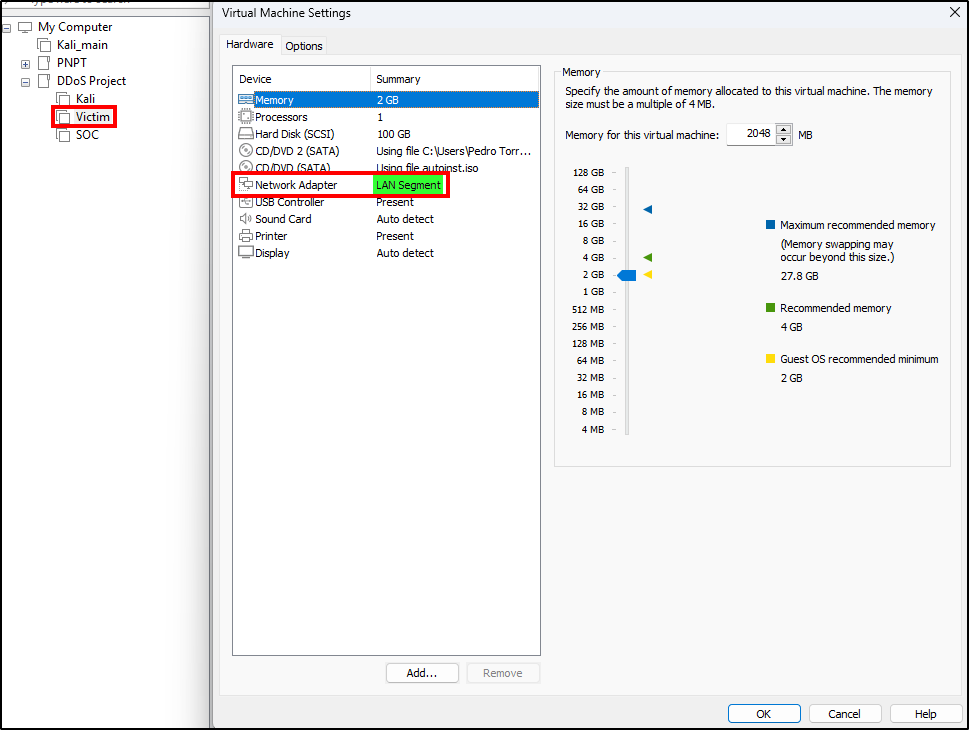 Virtual Machine Settings
My Computer
Kali_main
PNPT
DDoS Project
Kali
Victim
SOC
Hardware
Options
Device Summary
Memory 2 GB
Processors 1
Hard Disk (SCSI) 100 GB
CD/DVD 2 (SATA) Using file C:\Users\Pedro Torr...
CD/DVD (SATA) Using file autoinst.iso
Network Adapter LAN Segment
USB Controller Present
Sound Card Auto detect
Printer Present
Display Auto detect
Add...
Remove
Memory
Specify the amount of memory allocated to this virtual machine. The memory
size must be a multiple of 4 MB.
Memory for this virtual machine: 2048 MB
128 GB
64 GB
32 GB
16 GB
8 GB
4 GB
2 GB
1 GB
512 MB
256 MB
128 MB
64 MB
32 MB
16 MB
8 MB
4 MB
Maximum recommended memory
(Memory swapping may
occur beyond this size.)
27.8 GB
Recommended memory
4 GB
Guest OS recommended minimum
2 GB
OK
Cancel
Help